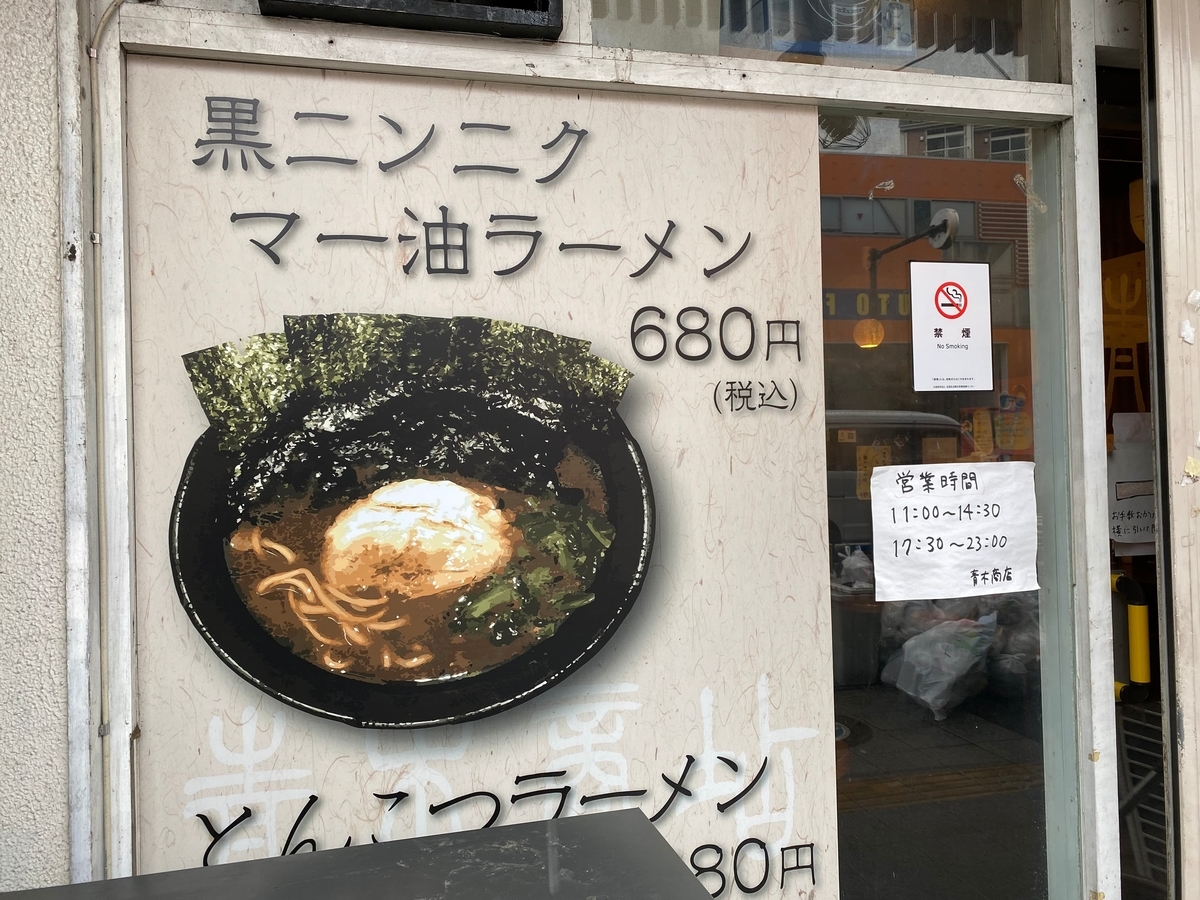 黒ニンニク
マー油ラーメン
680円
(税込)
とんこつラーメン
80円
禁煙
No Smoking
営業時間
11:00〜14:30
17:30〜23:00
青木商店